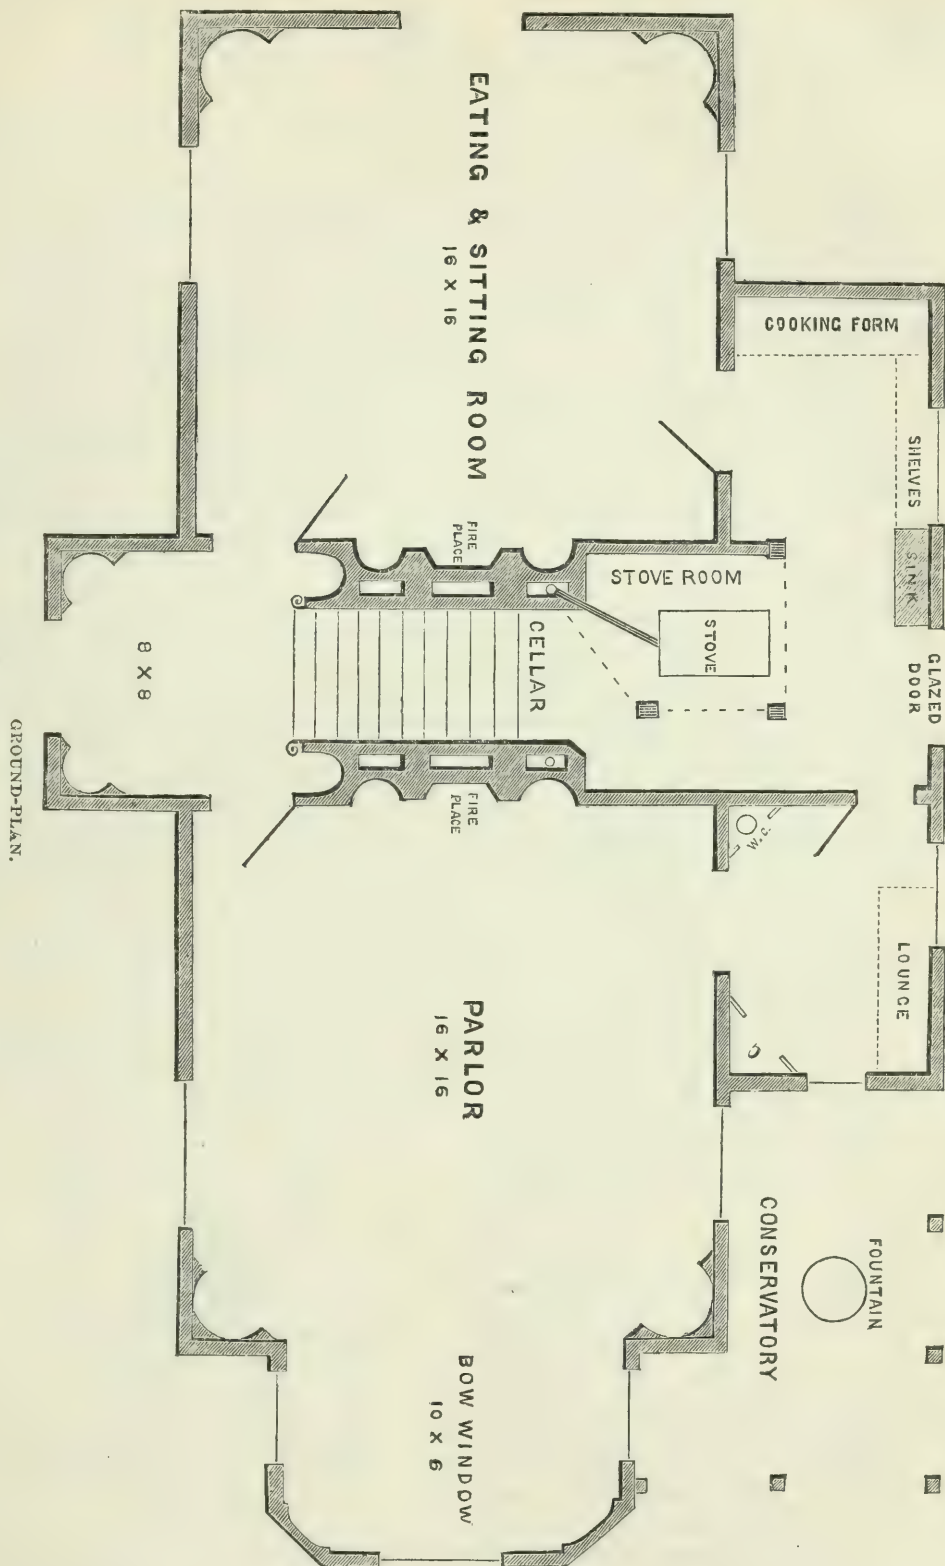 EATING & SITTING ROOM
16 X 16
COOKING FORM
SHELVES
SINK
GLAZED
DOOR
STOVE ROOM
STOVE
FIRE
PLACE
CELLAR
FIRE
PLACE
8 X 8
W.C.
LOUNCE
C
PARLOR
16 X 16
CONSERVATORY
FOUNTAIN
BOW WINDOW
10 X 6
GROUND-PLAN.